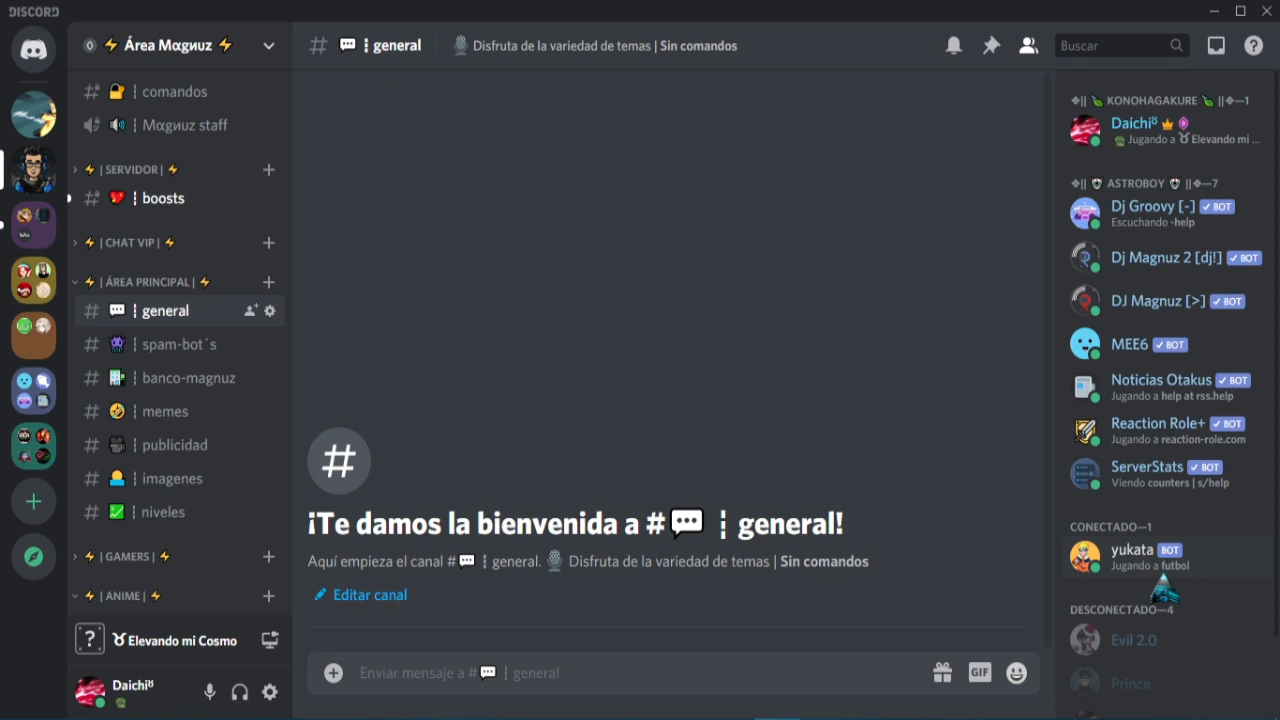 DISCORD
⚡ Área Mαgиuz ⚡
comandos
Mαgиuz staff
⚡ | SERVIDOR | ⚡
boosts
⚡ | CHAT VIP | ⚡
⚡ | ÁREA PRINCIPAL | ⚡
general
spam-bot´s
banco-magnuz
memes
publicidad
imagenes
niveles
⚡ | GAMERS | ⚡
⚡ | ANIME | ⚡
? ♉ Elevando mi Cosmo
Daichi
# 💬 ┆ general
🎙 Disfruta de la variedad de temas | Sin comandos
Buscar
¡Te damos la bienvenida a # 💬 ┆ general!
Aquí empieza el canal # 💬 ┆ general. 🎙 Disfruta de la variedad de temas | Sin comandos
Editar canal
Enviar mensaje a # 💬 ┆ general
GIF
❖|| KONOHAGAKURE ||❖—1
Daichi
Jugando a ♉ Elevando mi ...
❖|| ASTROBOY ||❖—7
Dj Groovy [-] ✓ BOT
Escuchando -help
Dj Magnuz 2 [dj!] ✓ BOT
DJ Magnuz [>] ✓ BOT
MEE6 ✓ BOT
Noticias Otakus ✓ BOT
Jugando a help at rss.help
Reaction Role+ ✓ BOT
Jugando a reaction-role.com
ServerStats ✓ BOT
Viendo counters | s/help
CONECTADO—1
yukata BOT
Jugando a futbol
DESCONECTADO—4
Evil 2.0
Prince